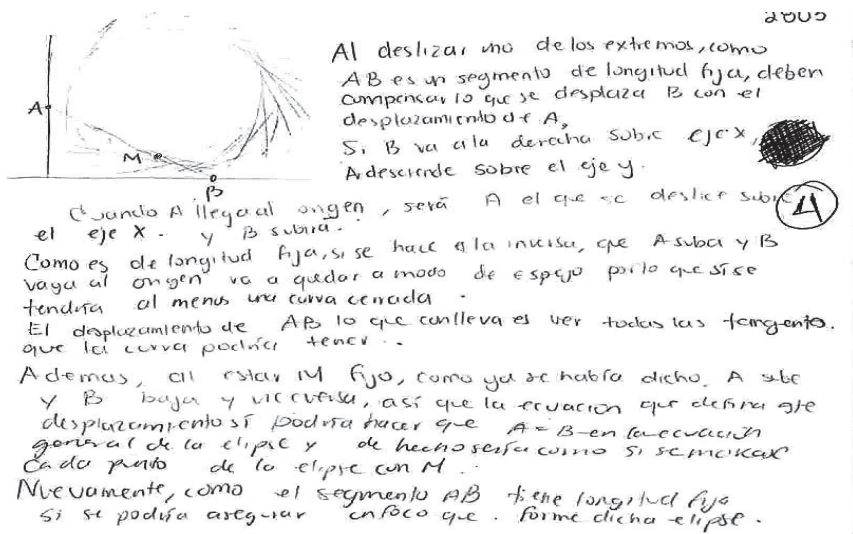 2005
Al deslizar uno de los extremos, como
AB es un segmento de longitud fija, deben
compensar lo que se desplaza B con el
desplazamiento de A,
Si B va a la derecha sobre eje x,
A desciende sobre el eje y.
A
M
B
4
Cuando A llega al origen, será A el que se deslice sobre
el eje X. y B subirá.
Como es de longitud fija, si se hace a la inversa, que A suba y B
vaya al origen va a quedar a modo de espejo por lo que sí se
tendría al menos una curva cerrada.
El desplazamiento de AB lo que conlleva es ver todas las tangentes.
que la curva podría tener..
Ademas, al estar M fijo, como ya se había dicho, A sube
y B baja y viceversa, así que la ecuación que defina este
desplazamiento sí podría hacer que A = B en la ecuación
general de la elipse y de hecho sería como si se
cada punto de la elipse con M..
Nuevamente, como el segmento AB tiene longitud fija
si se podría asegurar que. forme dicha elipse.